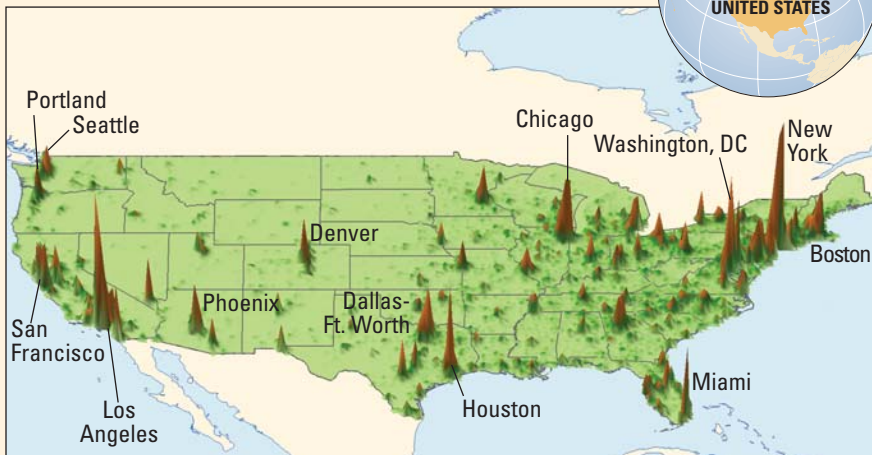 UNITED STATES
Portland
Seattle
Chicago
Washington, DC
New
York
Denver
Boston
Phoenix
Dallas-
Ft. Worth
San
Francisco
Los
Angeles
Houston
Miami